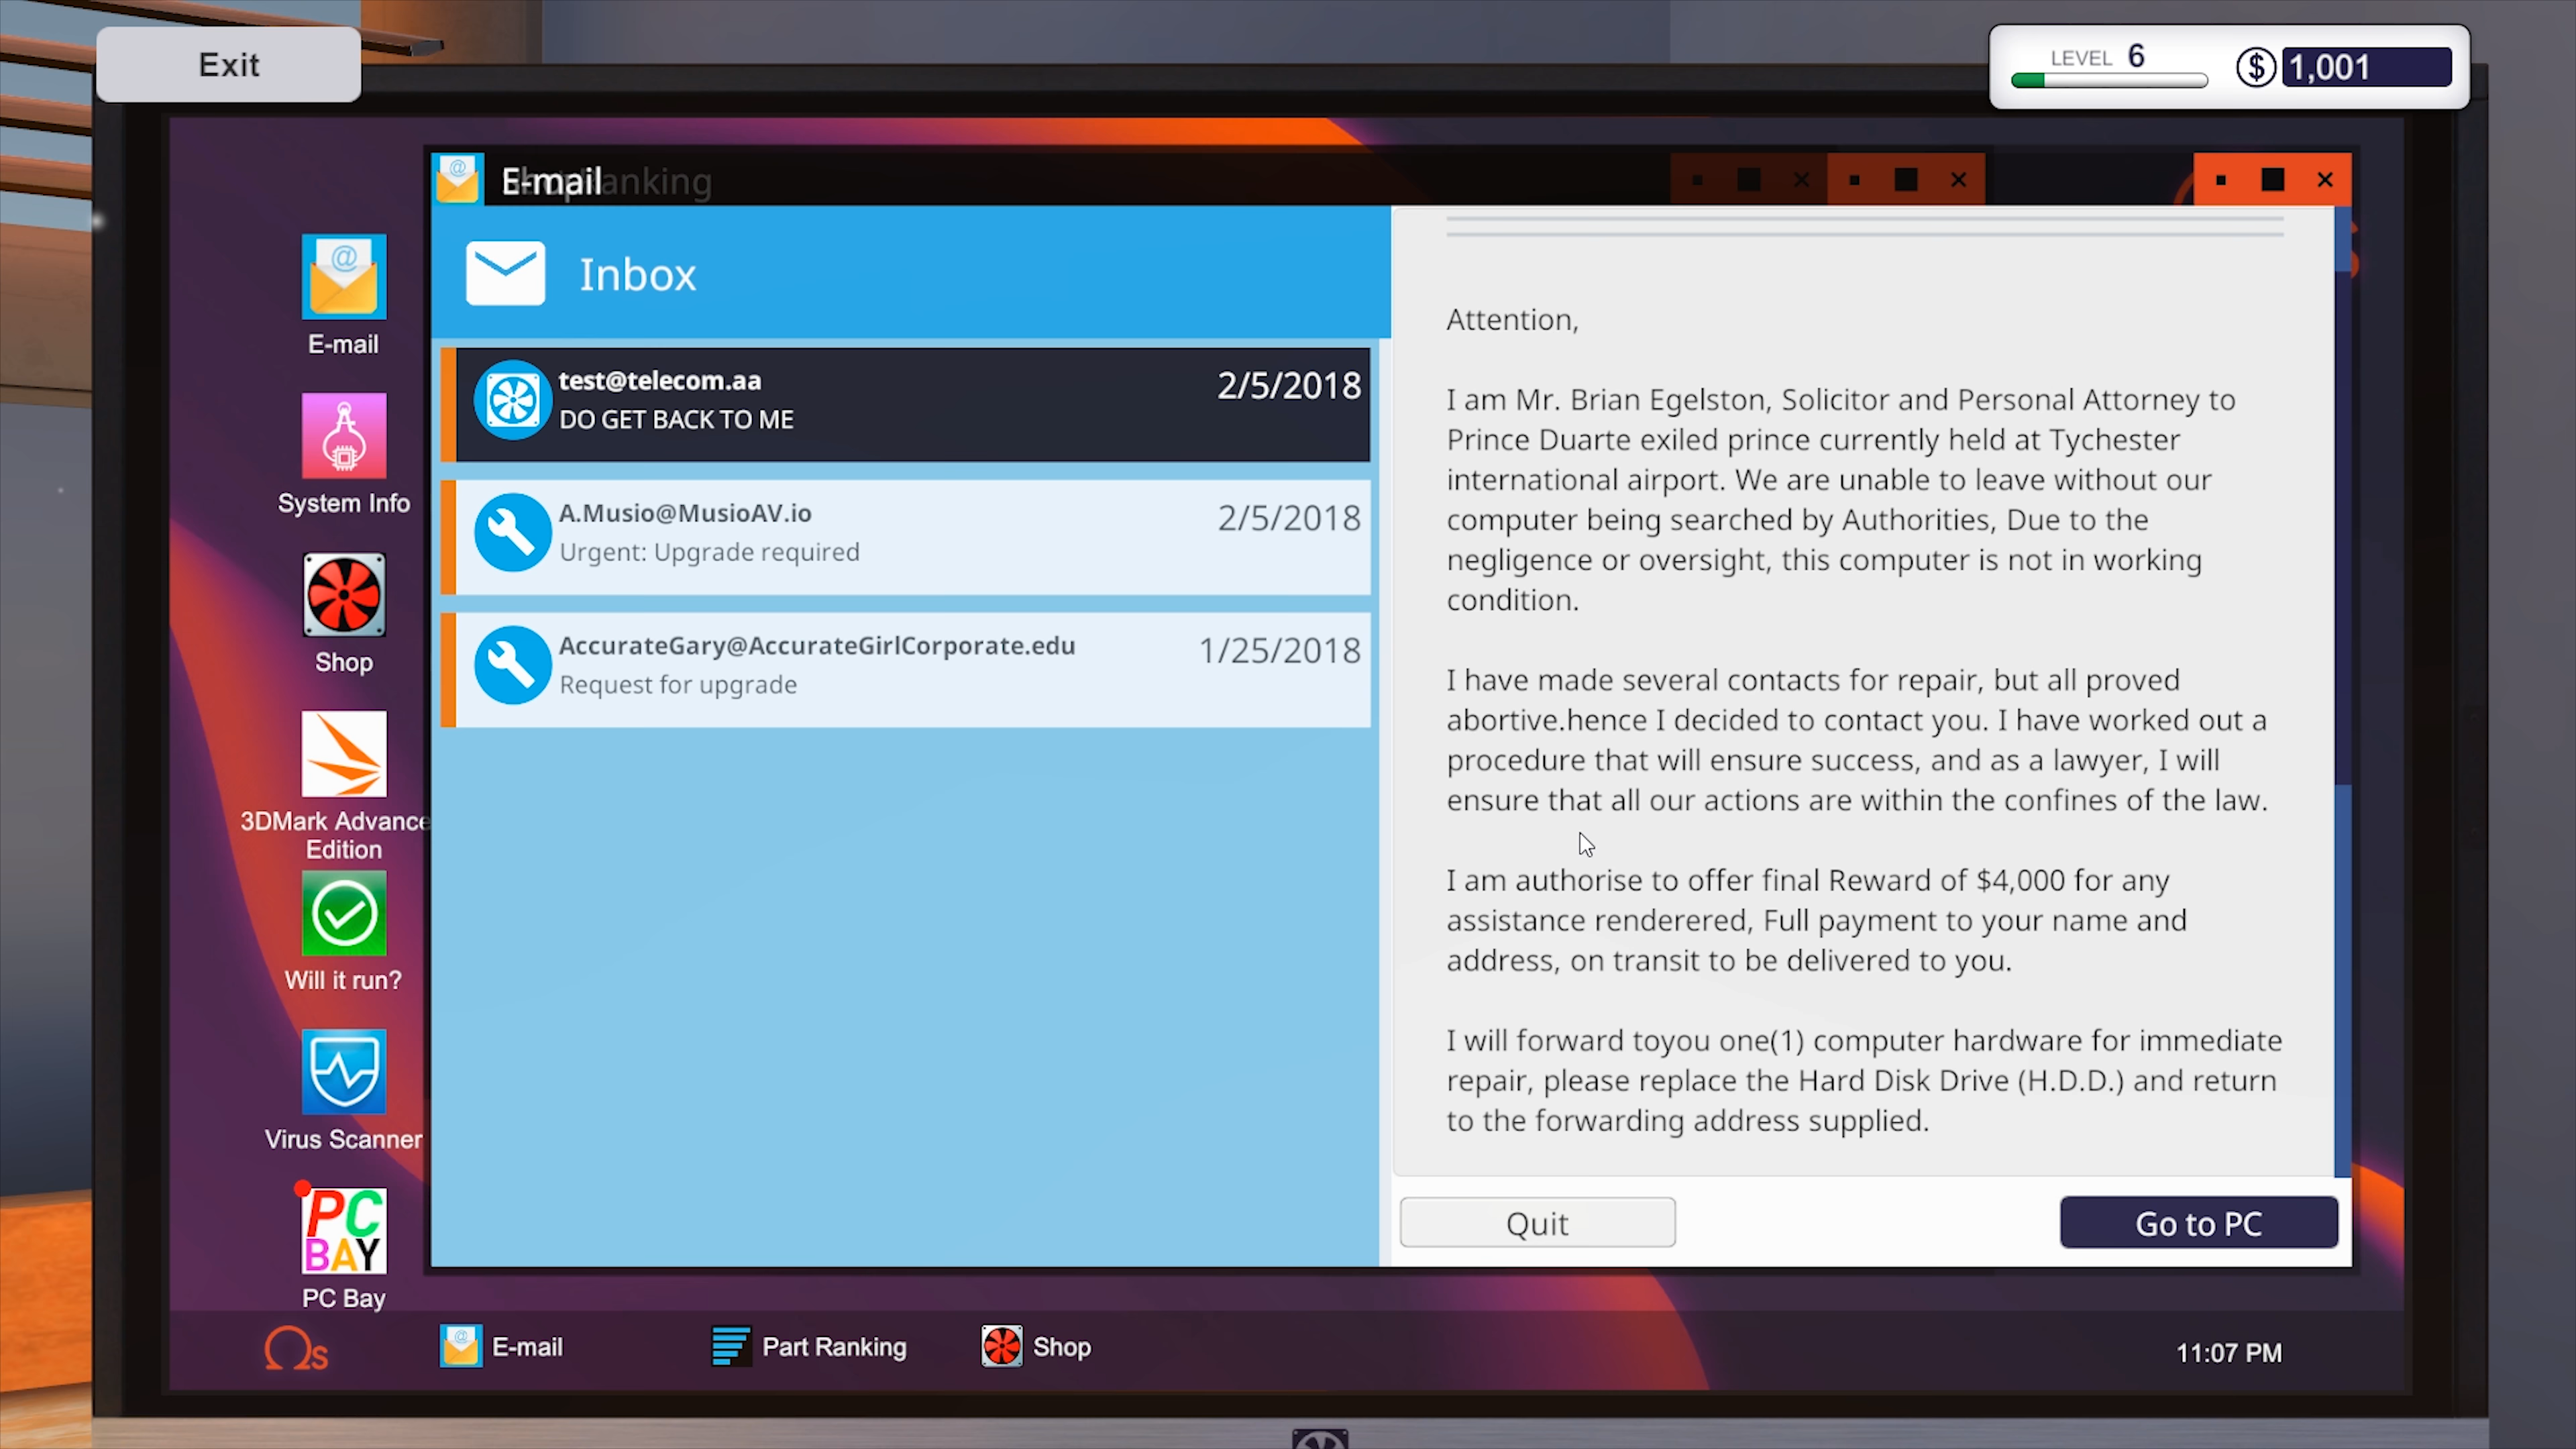 Exit
LEVEL 6
$ 1,001
E-mail
Inbox
test@telecom.aa
2/5/2018
DO GET BACK TO ME
A.Musio@MusioAV.io
2/5/2018
Urgent: Upgrade required
AccurateGary@AccurateGirlCorporate.edu
1/25/2018
Request for upgrade
Attention,
I am Mr. Brian Egelston, Solicitor and Personal Attorney to
Prince Duarte exiled prince currently held at Tychester
international airport. We are unable to leave without our
computer being searched by Authorities, Due to the
negligence or oversight, this computer is not in working
condition.
I have made several contacts for repair, but all proved
abortive.hence I decided to contact you. I have worked out a
procedure that will ensure success, and as a lawyer, I will
ensure that all our actions are within the confines of the law.
I am authorise to offer final Reward of $4,000 for any
assistance renderered, Full payment to your name and
address, on transit to be delivered to you.
I will forward toyou one(1) computer hardware for immediate
repair, please replace the Hard Disk Drive (H.D.D.) and return
to the forwarding address supplied.
Quit
Go to PC
E-mail
System Info
Shop
3DMark Advance
Edition
Will it run?
Virus Scanner
PC
BAY
PC Bay
Ωs
E-mail
Part Ranking
Shop
11:07 PM